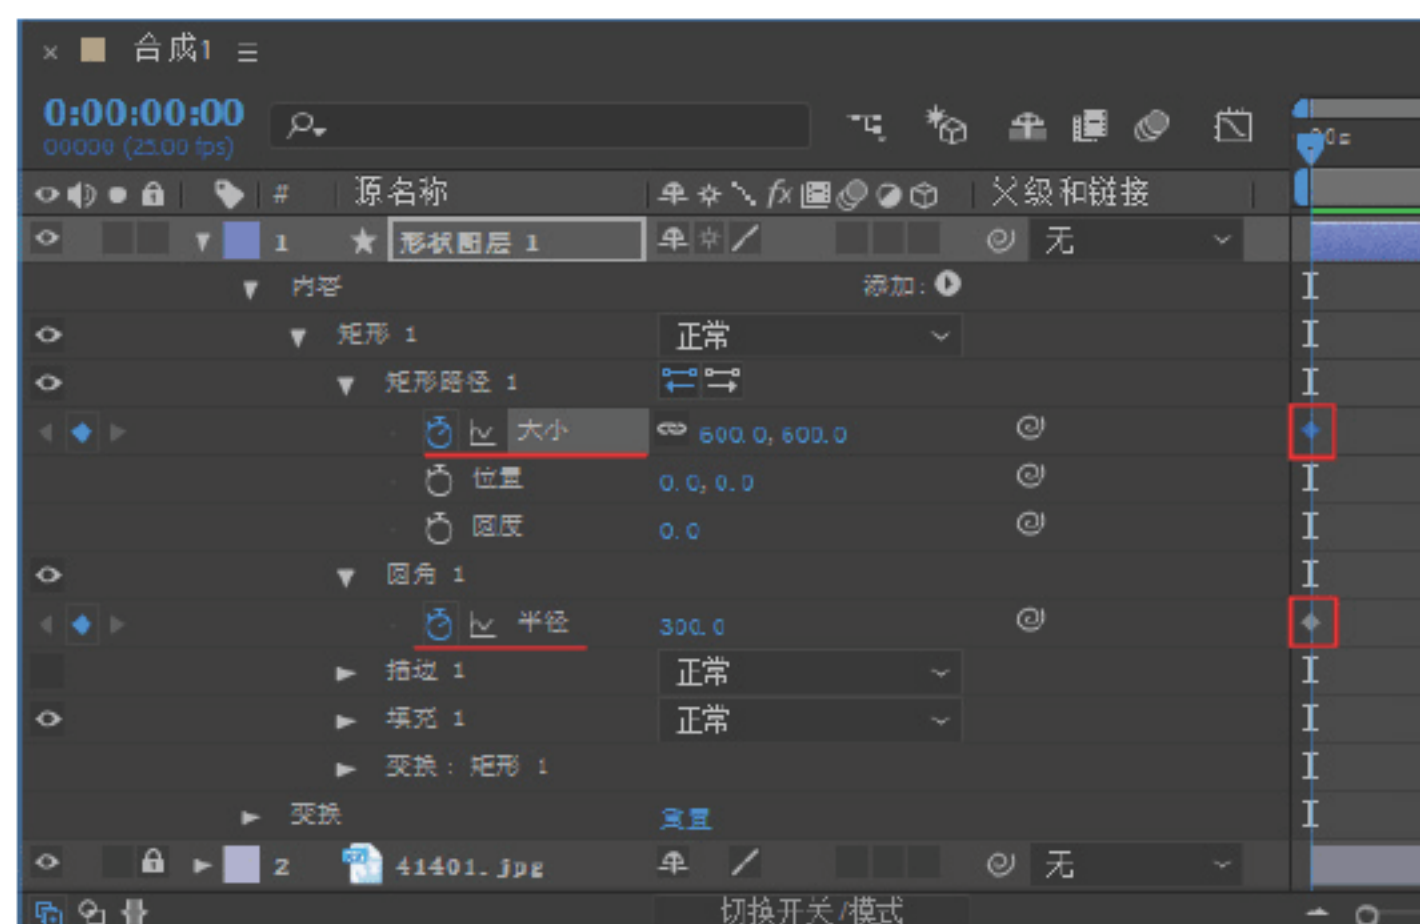 合成1
0:00:00:00
00000 (25.00 fps)
00s
# 源名称 fx 父级和链接
1 形状图层 1 无
内容 添加:
矩形 1 正常
矩形路径 1
大小 600.0,600.0
位置 0.0,0.0
圆度 0.0
圆角 1
半径 300.0
描边 1 正常
填充 1 正常
变换: 矩形 1
变换 重置
2 41401.jpg 无
切换开关/模式